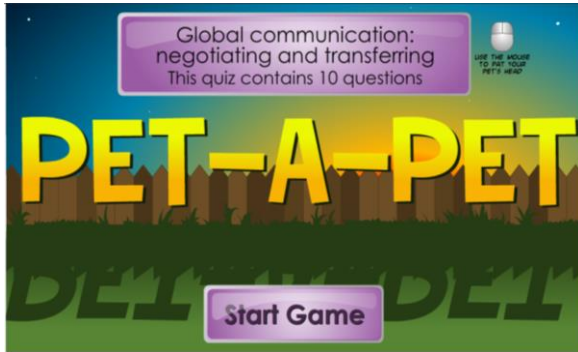 Global communication:
negotiating and transferring
This quiz contains 10 questions
USE THE MOUSE
TO PAT YOUR
PET'S HEAD
PET-A-PET
Start Game